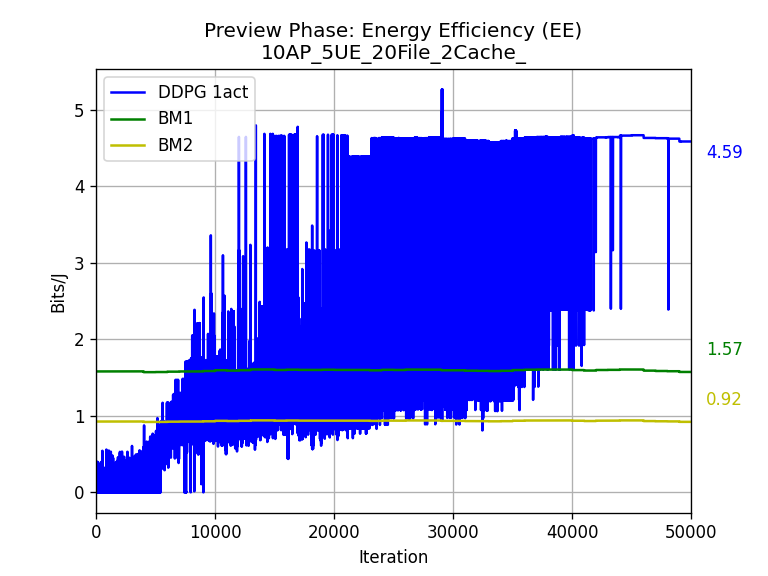 Preview Phase: Energy Efficiency (EE)
10AP_5UE_20File_2Cache_
DDPG 1act
BM1
BM2
5
4
3
2
1
0
Bits/J
4.59
1.57
0.92
0 10000 20000 30000 40000 50000
Iteration